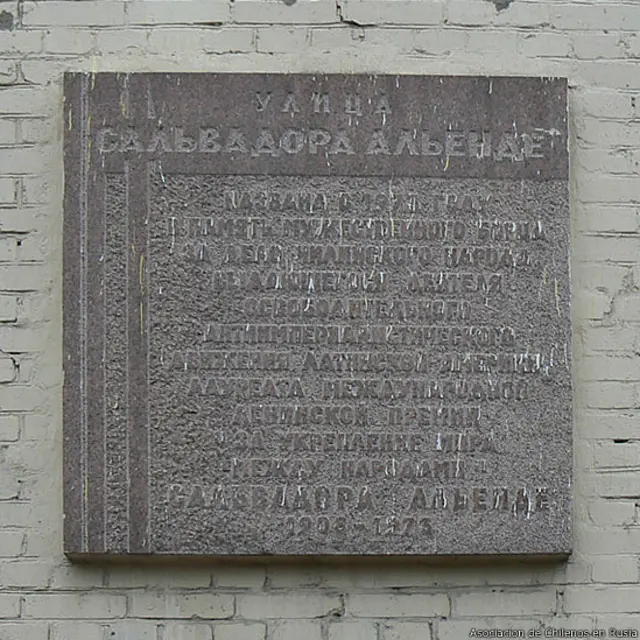 УЛИЦА
САЛЬВАДОРА АЛЬЕНДЕ
НАЗВАНА В ГОДУ
В ПАМЯТЬ МУЖЕСТВЕННОГО БОРЦА
ЗА ДЕЛО ЧИЛИЙСКОГО НАРОДА,
ВЫДАЮЩЕГОСЯ ДЕЯТЕЛЯ
ОСВОБОДИТЕЛЬНОГО
АНТИИМПЕРИАЛИСТИЧЕСКОГО
ДВИЖЕНИЯ ЛАТИНСКОЙ АМЕРИКИ,
ЛАУРЕАТА МЕЖДУНАРОДНОЙ
ЛЕНИНСКОЙ ПРЕМИИ
"ЗА УКРЕПЛЕНИЕ МИРА
МЕЖДУ НАРОДАМИ"
САЛЬВАДОРА АЛЬЕНДЕ
1908-1973
Asociacion de Chilenos en Rusia